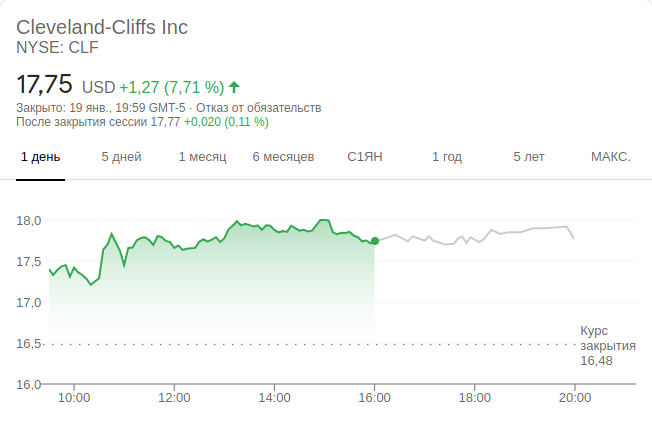 Cleveland-Cliffs Inc
NYSE: CLF
17,75 USD +1,27 (7,71 %)
Закрыто: 19 янв., 19:59 GMT-5 · Отказ от обязательств
После закрытия сессии 17,77 +0,020 (0,11 %)
1 день 5 дней 1 месяц 6 месяцев С1ЯН 1 год 5 лет МАКС.
18,0
17,5
17,0
16,5
16,0
Курс
закрытия
16,48
10:00 12:00 14:00 16:00 18:00 20:00